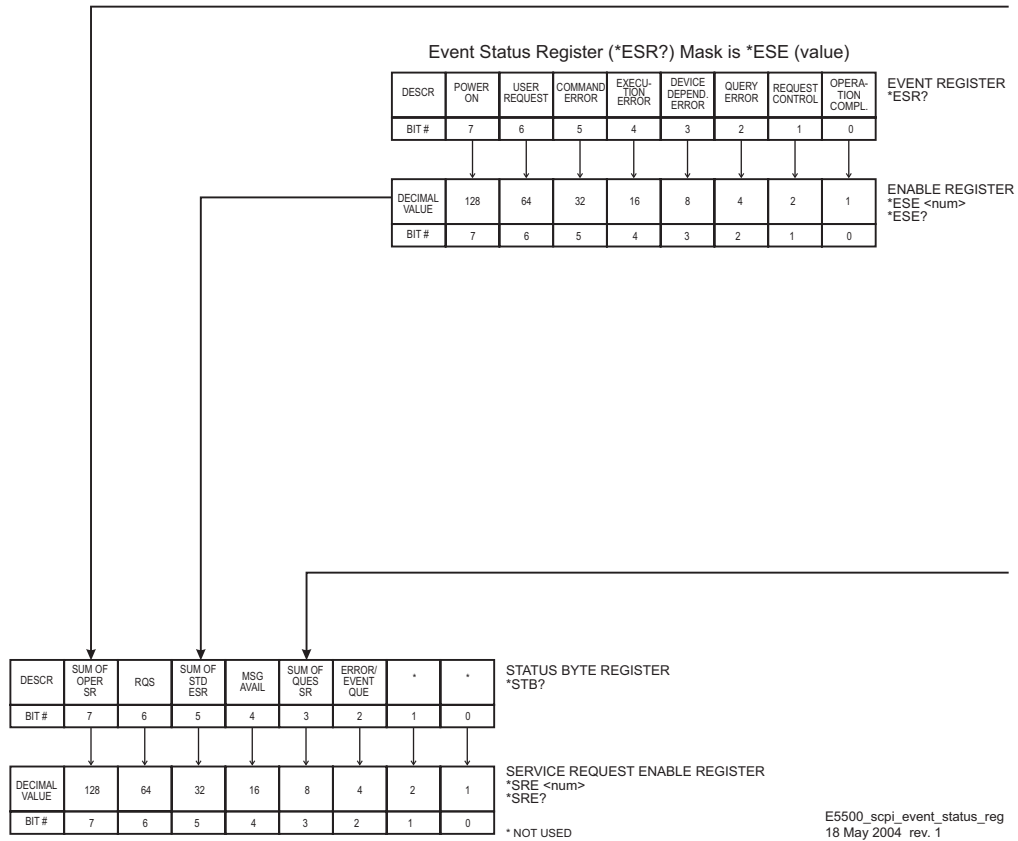 Event Status Register (*ESR?) Mask is *ESE (value)
DESCR POWER ON USER REQUEST COMMAND ERROR EXECU-TION ERROR DEVICE DEPEND. ERROR QUERY ERROR REQUEST CONTROL OPERA-TION COMPL.
EVENT REGISTER
*ESR?
BIT # 7 6 5 4 3 2 1 0
DECIMAL VALUE 128 64 32 16 8 4 2 1
ENABLE REGISTER
*ESE <num>
*ESE?
BIT # 7 6 5 4 3 2 1 0
DESCR SUM OF OPER SR RQS SUM OF STD ESR MSG AVAIL SUM OF QUES SR ERROR/ EVENT QUE * *
STATUS BYTE REGISTER
*STB?
BIT # 7 6 5 4 3 2 1 0
DECIMAL VALUE 128 64 32 16 8 4 2 1
SERVICE REQUEST ENABLE REGISTER
*SRE <num>
*SRE?
BIT # 7 6 5 4 3 2 1 0
* NOT USED
E5500_scpi_event_status_reg
18 May 2004 rev. 1